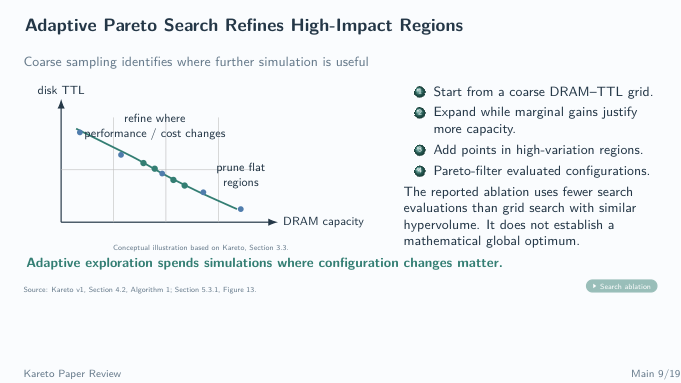 Adaptive Pareto Search Refines High-Impact Regions
Coarse sampling identifies where further simulation is useful
disk TTL
refine where
performance / cost changes
prune flat
regions
DRAM capacity
Conceptual illustration based on Kareto, Section 3.3.
Start from a coarse DRAM–TTL grid.
Expand while marginal gains justify
more capacity.
Add points in high-variation regions.
Pareto-filter evaluated configurations.
The reported ablation uses fewer search
evaluations than grid search with similar
hypervolume. It does not establish a
mathematical global optimum.
Adaptive exploration spends simulations where configuration changes matter.
Source: Kareto v1, Section 4.2, Algorithm 1; Section 5.3.1, Figure 13.
Search ablation
Kareto Paper Review
Main 9/19